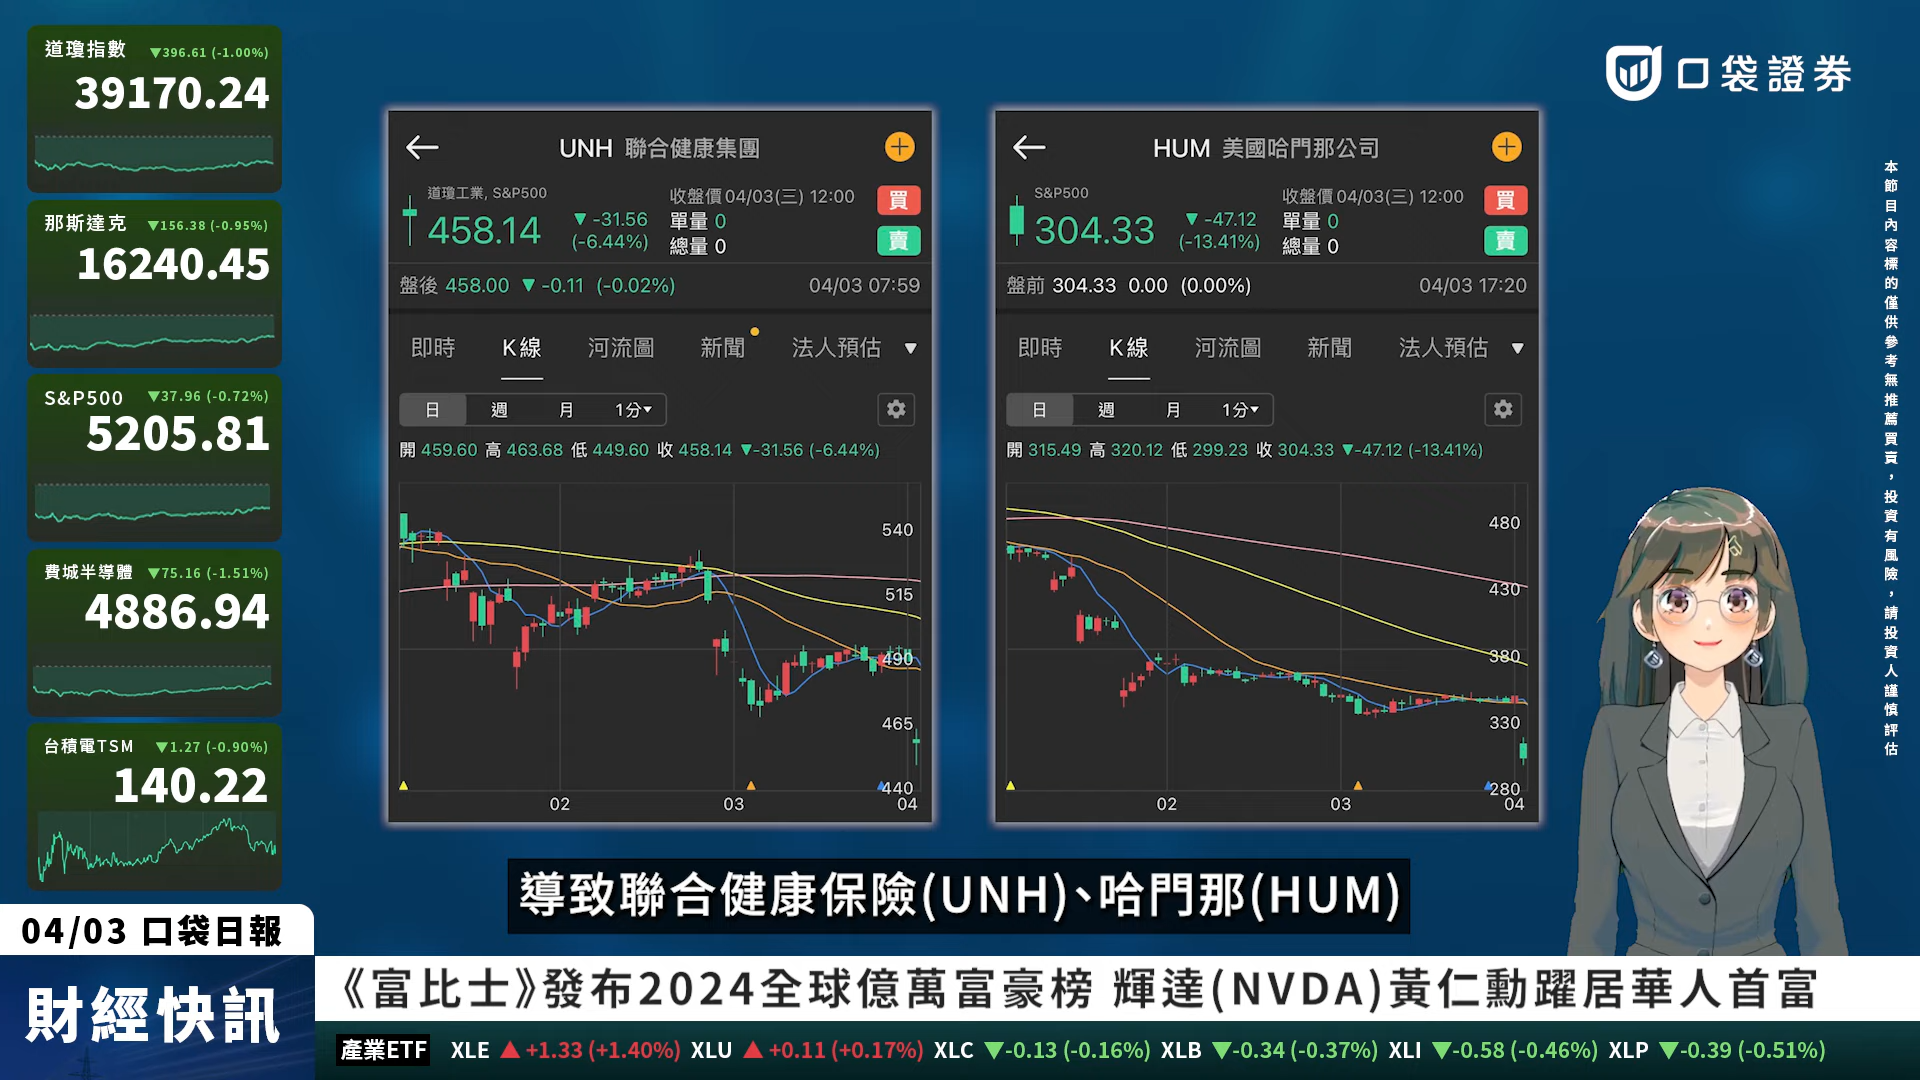 道瓊指數 ▼396.61 (-1.00%)
39170.24
那斯達克 ▼156.38 (-0.95%)
16240.45
S&P500 ▼37.96 (-0.72%)
5205.81
費城半導體 ▼75.16 (-1.51%)
4886.94
台積電TSM ▼1.27 (-0.90%)
140.22
04/03 口袋日報
財經快訊
UNH 聯合健康集團
道瓊工業, S&P500
458.14
▼ -31.56
(-6.44%)
收盤價 04/03(三) 12:00
單量 0
總量 0
買
賣
盤後 458.00 ▼ -0.11 (-0.02%) 04/03 07:59
即時 K線 河流圖 新聞 法人預估 ▼
日 週 月 1分▾
開 459.60 高 463.68 低 449.60 收 458.14 ▼-31.56 (-6.44%)
540
515
490
465
440
02 03 04
HUM 美國哈門那公司
S&P500
304.33
▼ -47.12
(-13.41%)
收盤價 04/03(三) 12:00
單量 0
總量 0
買
賣
盤前 304.33 0.00 (0.00%) 04/03 17:20
即時 K線 河流圖 新聞 法人預估 ▼
日 週 月 1分▾
開 315.49 高 320.12 低 299.23 收 304.33 ▼-47.12 (-13.41%)
480
430
380
330
280
02 03 04
口袋證券
本節目內容標的僅供參考無推薦買賣，投資有風險，請投資人謹慎評估
導致聯合健康保險(UNH)、哈門那(HUM)
《富比士》發布2024全球億萬富豪榜 輝達(NVDA)黃仁勳躍居華人首富
產業ETF XLE ▲+1.33 (+1.40%) XLU ▲+0.11 (+0.17%) XLC ▼-0.13 (-0.16%) XLB ▼-0.34 (-0.37%) XLI ▼-0.58 (-0.46%) XLP ▼-0.39 (-0.51%)